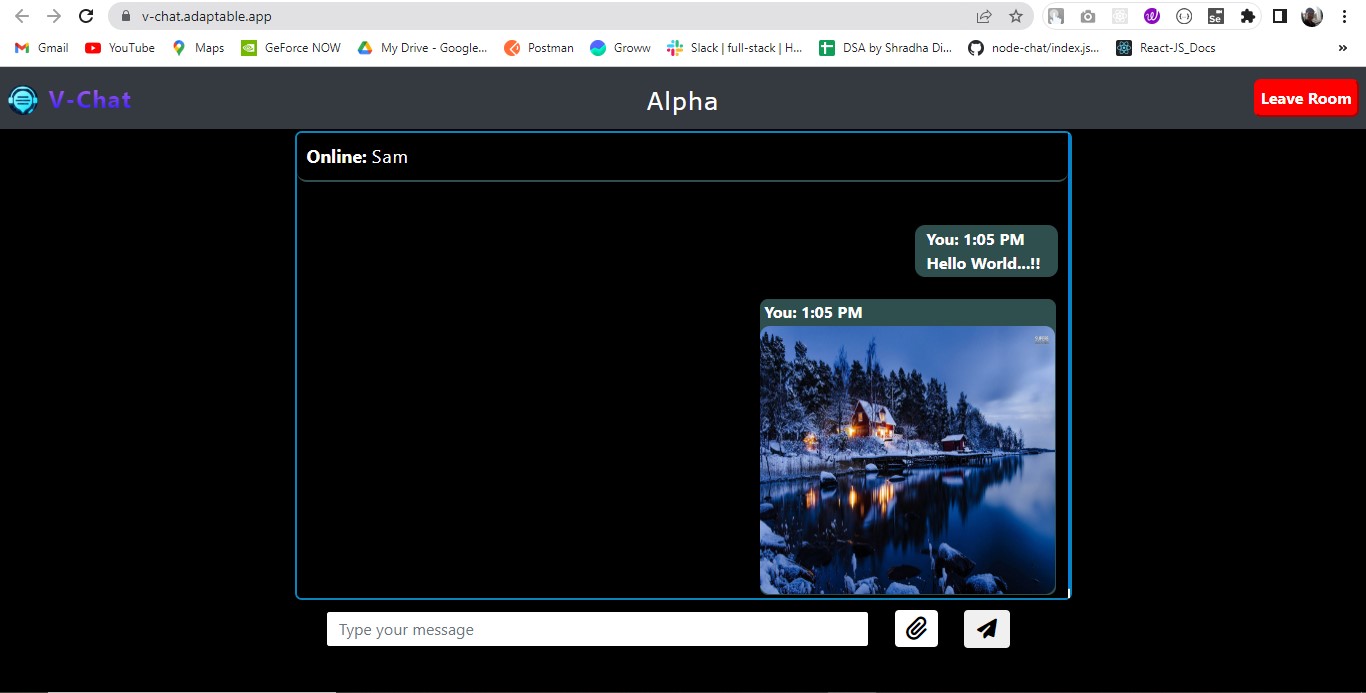 v-chat.adaptable.app
Gmail YouTube Maps GeForce NOW My Drive - Google... Postman Groww Slack | full-stack | H... DSA by Shradha Di... node-chat/index.js... React-JS_Docs »
V-Chat
Alpha
Leave Room
Online: Sam
You: 1:05 PM
Hello World...!!
You: 1:05 PM
Type your message